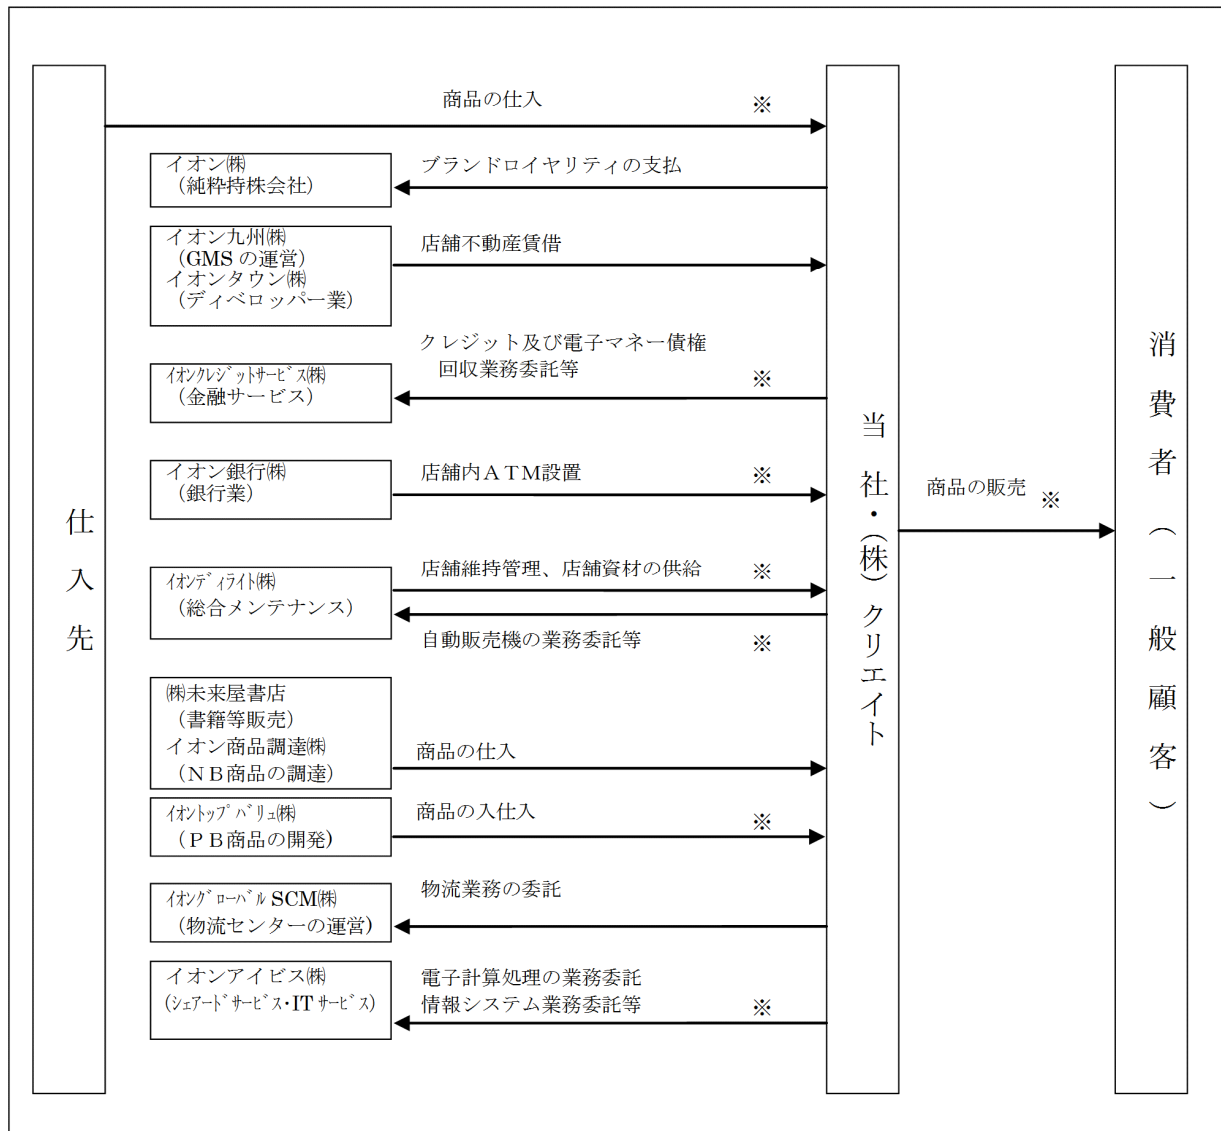 商品の仕入 ※
イオン㈱
（純粋持株会社）
ブランドロイヤリティの支払
イオン九州㈱
（GMS の運営）
イオンタウン㈱
（ディベロッパー業）
店舗不動産賃借
クレジット及び電子マネー債権
回収業務委託等 ※
ｲｵﾝｸﾚｼﾞｯﾄｻｰﾋﾞｽ㈱
（金融サービス）
イオン銀行㈱
（銀行業）
店舗内ＡＴＭ設置 ※
ｲｵﾝﾃﾞｨﾗｲﾄ㈱
（総合メンテナンス）
店舗維持管理、店舗資材の供給 ※
自動販売機の業務委託等 ※
㈱未来屋書店
（書籍等販売）
イオン商品調達㈱
（ＮＢ商品の調達）
商品の仕入
ｲｵﾝﾄｯﾌﾟﾊﾞﾘｭ㈱
（ＰＢ商品の開発）
商品の入仕入 ※
ｲｵﾝｸﾞﾛｰﾊﾞﾙ SCM㈱
（物流センターの運営）
物流業務の委託
イオンアイビス㈱
（ｼｪｱｰﾄﾞｻｰﾋﾞｽ・IT ｻｰﾋﾞｽ）
電子計算処理の業務委託
情報システム業務委託等 ※
仕入先
当社・（株）クリエイト
商品の販売 ※
消費者（一般顧客）